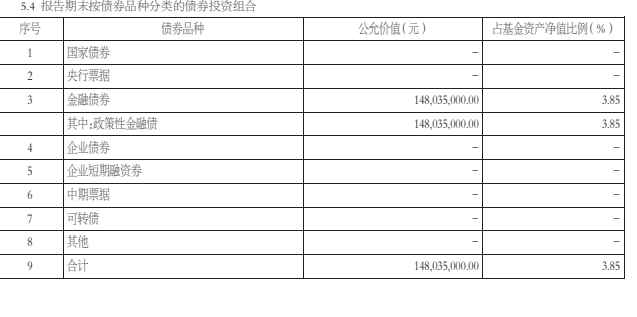 5.4 报告期末按债券品种分类的债券投资组合
序号 债券品种 公允价值(元) 占基金资产净值比例(%)
1 国家债券 － －
2 央行票据 － －
3 金融债券 148,035,000.00 3.85
其中:政策性金融债 148,035,000.00 3.85
4 企业债券 － －
5 企业短期融资券 － －
6 中期票据 － －
7 可转债 － －
8 其他 － －
9 合计 148,035,000.00 3.85